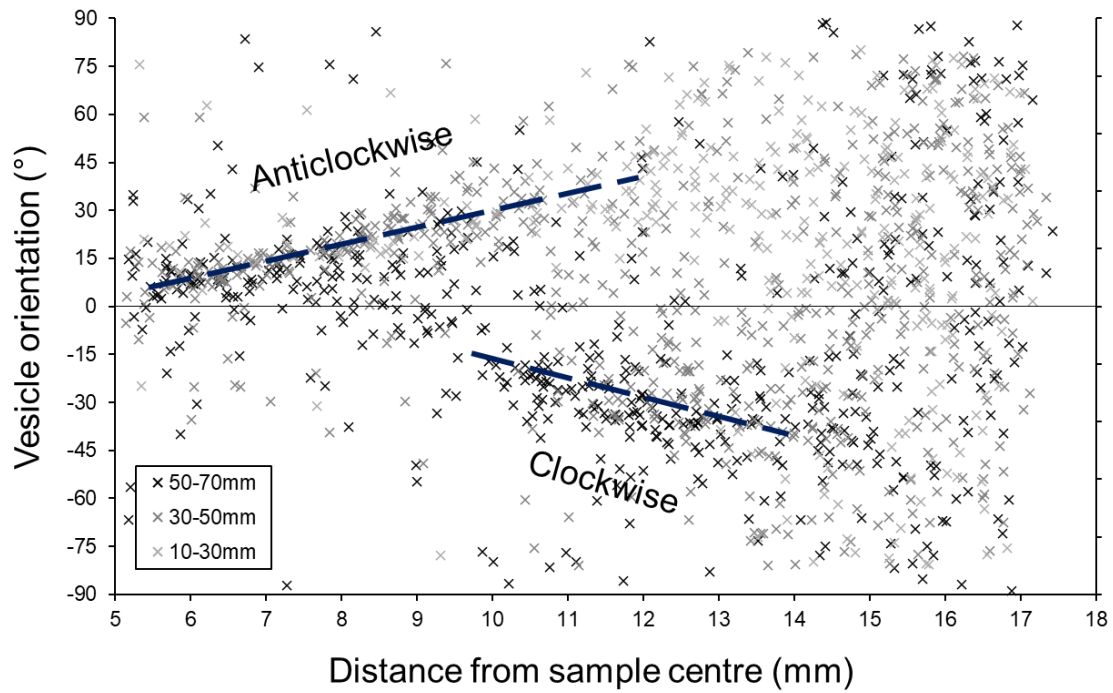 90
75
60
45
30
15
0
-15
-30
-45
-60
-75
-90
Vesicle orientation (°)
Anticlockwise
Clockwise
50-70mm
30-50mm
10-30mm
5 6 7 8 9 10 11 12 13 14 15 16 17 18
Distance from sample centre (mm)